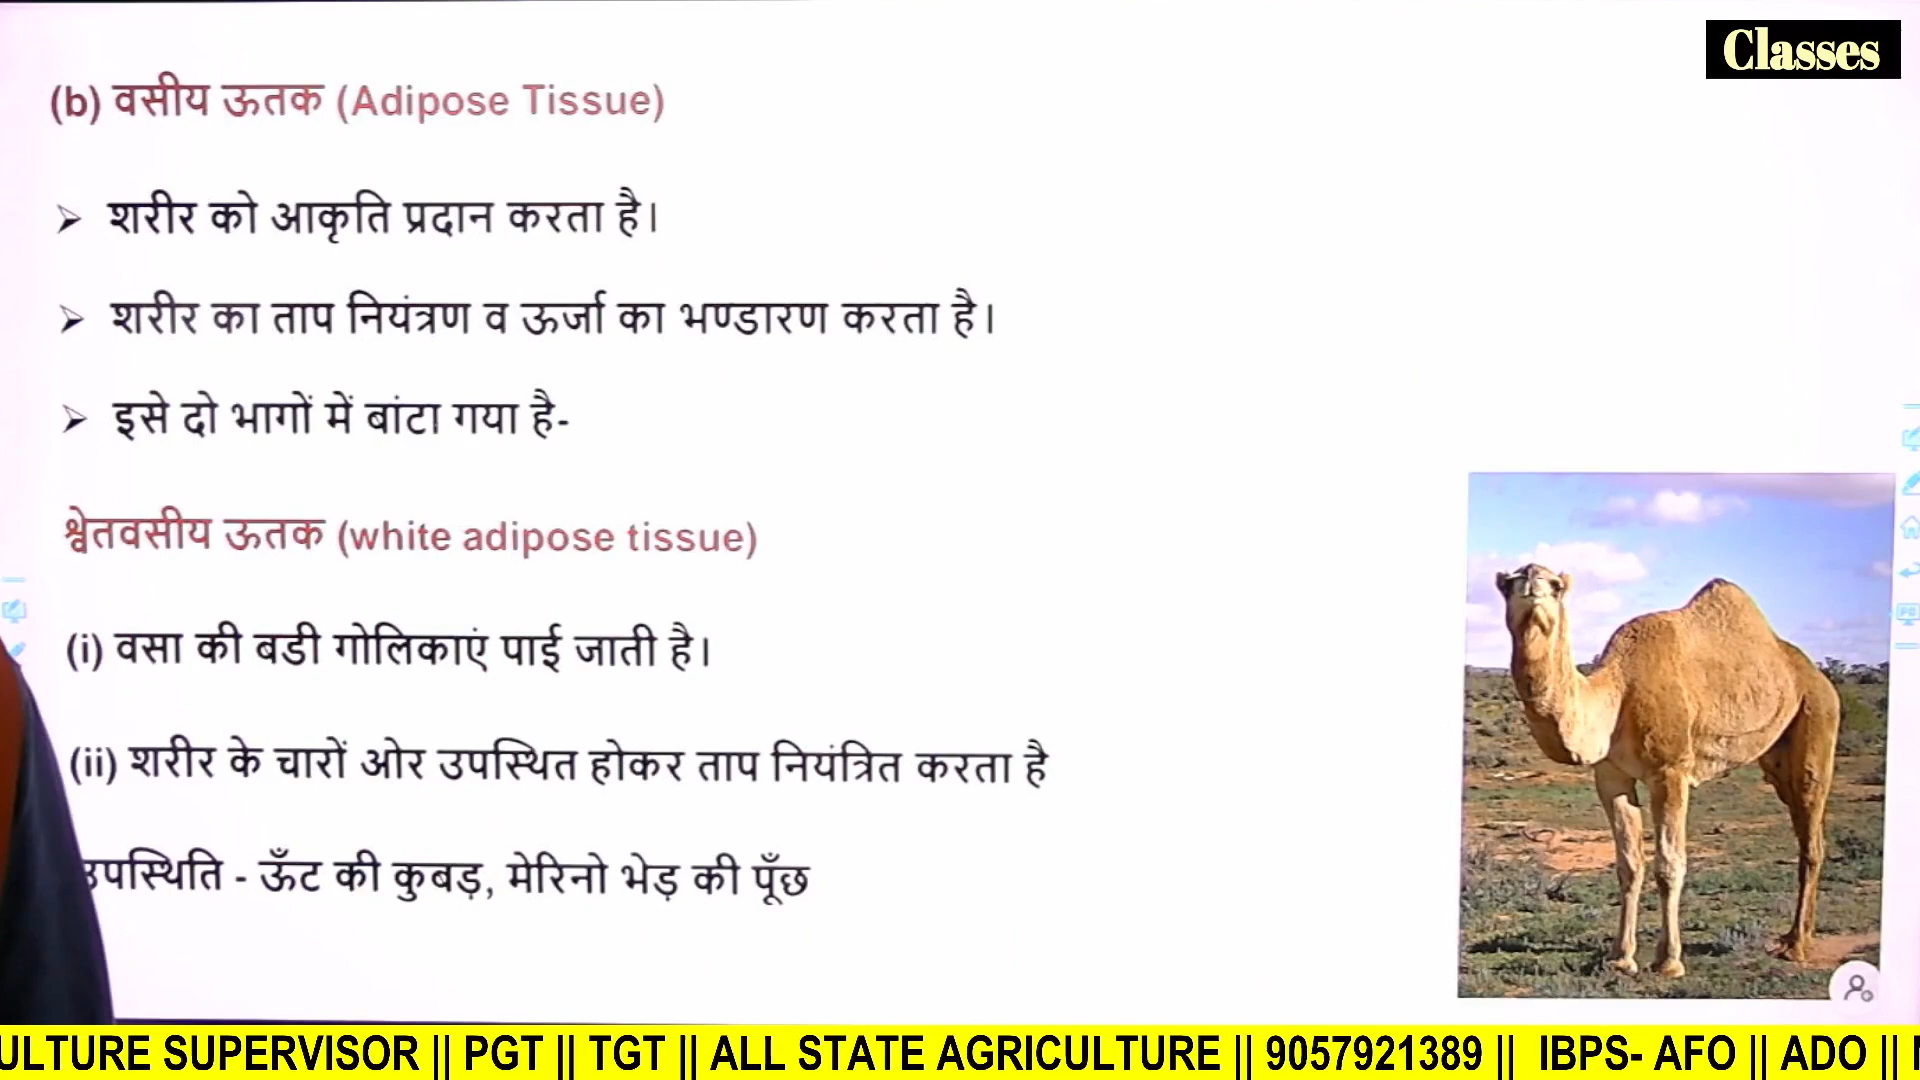 Classes
(b) वसीय ऊतक (Adipose Tissue)
➢ शरीर को आकृति प्रदान करता है।
➢ शरीर का ताप नियंत्रण व ऊर्जा का भण्डारण करता है।
➢ इसे दो भागों में बांटा गया है-
श्वेतवसीय ऊतक (white adipose tissue)
(i) वसा की बडी गोलिकाएं पाई जाती है।
(ii) शरीर के चारों ओर उपस्थित होकर ताप नियंत्रित करता है
उपस्थिति - ऊँट की कुबड़, मेरिनो भेड़ की पूँछ
ULTURE SUPERVISOR || PGT || TGT || ALL STATE AGRICULTURE || 9057921389 || IBPS- AFO || ADO ||